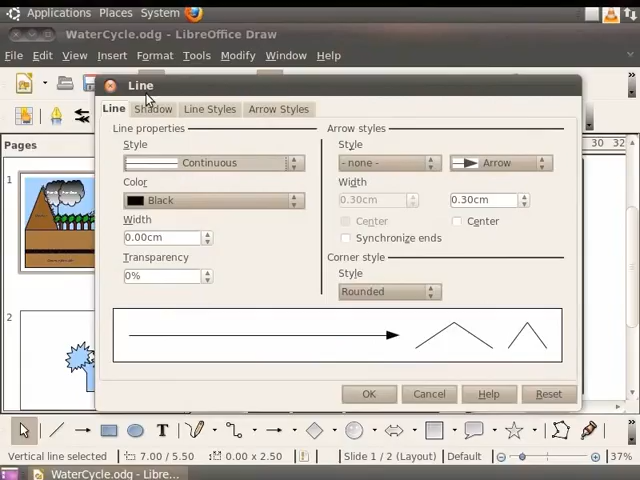 Applications Places System
WaterCycle.odg - LibreOffice Draw
File Edit View Insert Format Tools Modify Window Help
Line
Line Shadow Line Styles Arrow Styles
Line properties
Style
Continuous
Color
Black
Width
0.00cm
Transparency
0%
Arrow styles
Style
- none - Arrow
Width
0.30cm 0.30cm
Center Center
Synchronize ends
Corner style
Style
Rounded
OK Cancel Help Reset
Pages
1
2
30 32
Vertical line selected 7.00 / 5.50 0.00 x 2.50 Slide 1 / 2 (Layout) Default 37%
WaterCycle.odg - Libre...